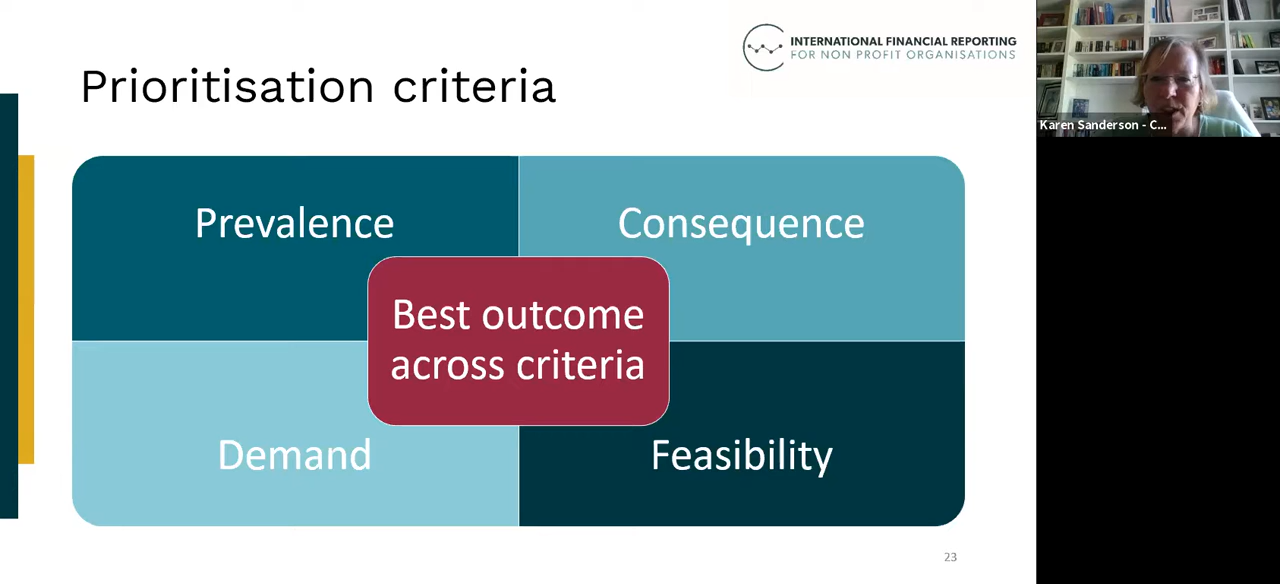 INTERNATIONAL FINANCIAL REPORTING
FOR NON PROFIT ORGANISATIONS
Prioritisation criteria
Karen Sanderson - C...
Prevalence
Consequence
Best outcome
across criteria
Demand
Feasibility
23